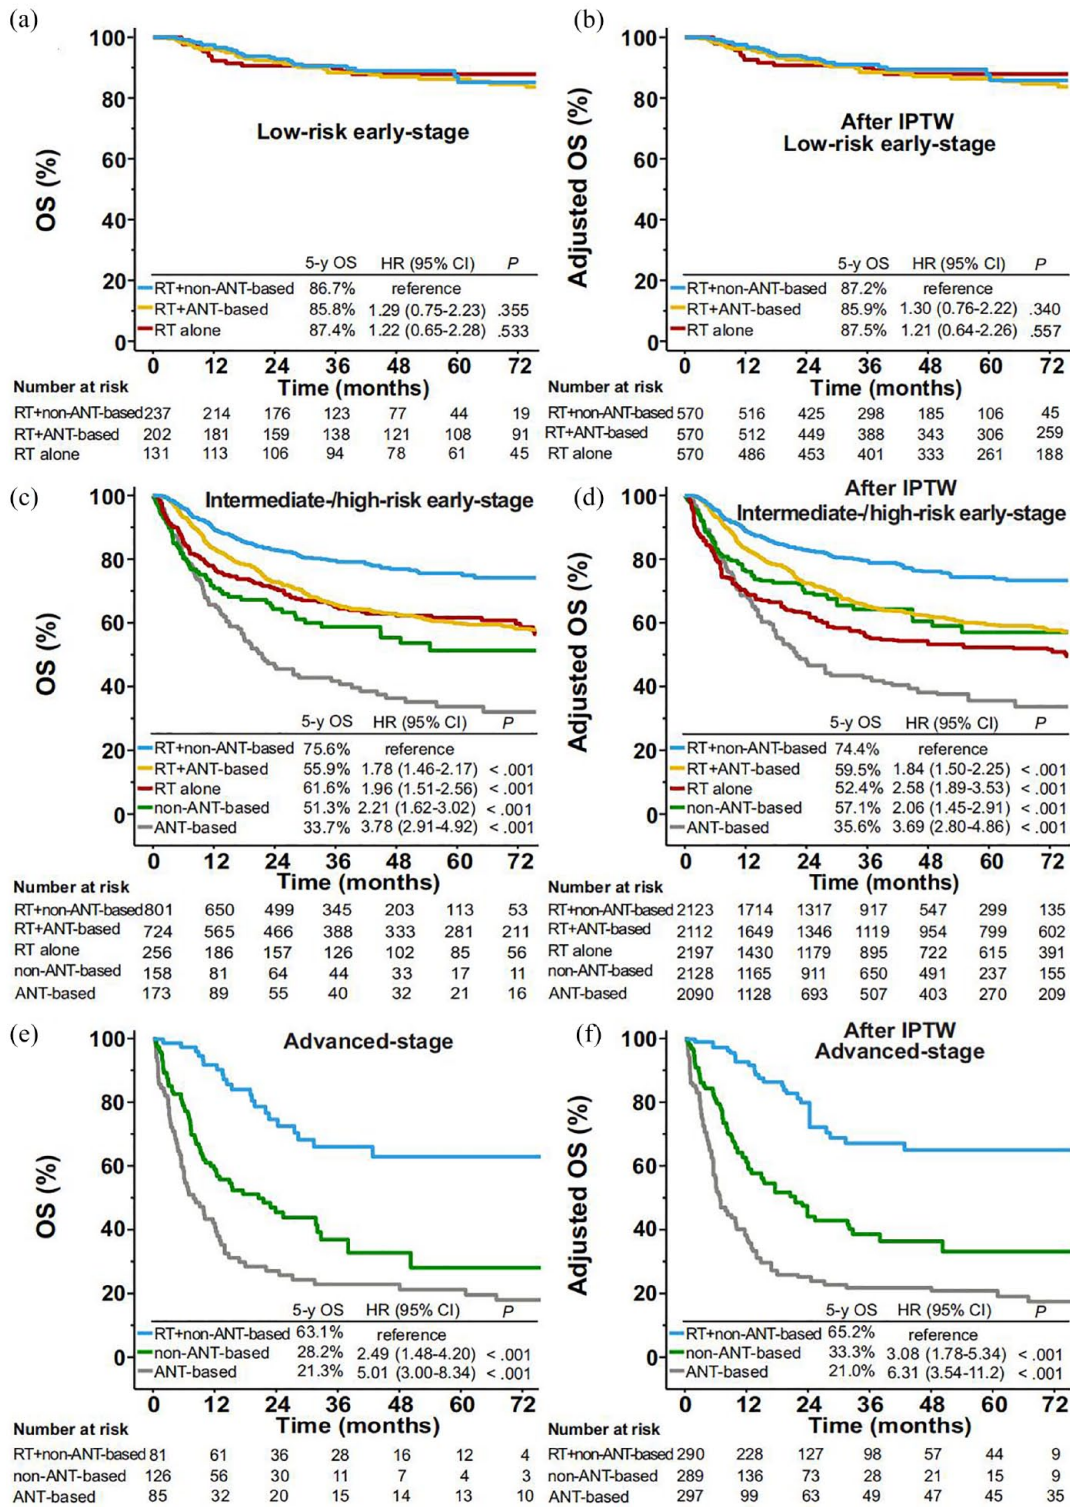 (a)
100
80
60
40
20
0
OS (%)
Low-risk early-stage
5-y OS HR (95% CI) P
RT+non-ANT-based 86.7% reference
RT+ANT-based 85.8% 1.29 (0.75-2.23) .355
RT alone 87.4% 1.22 (0.65-2.28) .533
0 12 24 36 48 60 72
Number at risk Time (months)
RT+non-ANT-based 237 214 176 123 77 44 19
RT+ANT-based 202 181 159 138 121 108 91
RT alone 131 113 106 94 78 61 45
(b)
100
80
60
40
20
0
Adjusted OS (%)
After IPTW
Low-risk early-stage
5-y OS HR (95% CI) P
RT+non-ANT-based 87.2% reference
RT+ANT-based 85.9% 1.30 (0.76-2.22) .340
RT alone 87.5% 1.21 (0.64-2.26) .557
0 12 24 36 48 60 72
Number at risk Time (months)
RT+non-ANT-based 570 516 425 298 185 106 45
RT+ANT-based 570 512 449 388 343 306 259
RT alone 570 486 453 401 333 261 188
(c)
100
80
60
40
20
0
OS (%)
Intermediate-/high-risk early-stage
5-y OS HR (95% CI) P
RT+non-ANT-based 75.6% reference
RT+ANT-based 55.9% 1.78 (1.46-2.17) < .001
RT alone 61.6% 1.96 (1.51-2.56) < .001
non-ANT-based 51.3% 2.21 (1.62-3.02) < .001
ANT-based 33.7% 3.78 (2.91-4.92) < .001
0 12 24 36 48 60 72
Number at risk Time (months)
RT+non-ANT-based 801 650 499 345 203 113 53
RT+ANT-based 724 565 466 388 333 281 211
RT alone 256 186 157 126 102 85 56
non-ANT-based 158 81 64 44 33 17 11
ANT-based 173 89 55 40 32 21 16
(d)
100
80
60
40
20
0
Adjusted OS (%)
After IPTW
Intermediate-/high-risk early-stage
5-y OS HR (95% CI) P
RT+non-ANT-based 74.4% reference
RT+ANT-based 59.5% 1.84 (1.50-2.25) < .001
RT alone 52.4% 2.58 (1.89-3.53) < .001
non-ANT-based 57.1% 2.06 (1.45-2.91) < .001
ANT-based 35.6% 3.69 (2.80-4.86) < .001
0 12 24 36 48 60 72
Number at risk Time (months)
RT+non-ANT-based 2123 1714 1317 917 547 299 135
RT+ANT-based 2112 1649 1346 1119 954 799 602
RT alone 2197 1430 1179 895 722 615 391
non-ANT-based 2128 1165 911 650 491 237 155
ANT-based 2090 1128 693 507 403 270 209
(e)
100
80
60
40
20
0
OS (%)
Advanced-stage
5-y OS HR (95% CI) P
RT+non-ANT-based 63.1% reference
non-ANT-based 28.2% 2.49 (1.48-4.20) < .001
ANT-based 21.3% 5.01 (3.00-8.34) < .001
0 12 24 36 48 60 72
Number at risk Time (months)
RT+non-ANT-based 81 61 36 28 16 12 4
non-ANT-based 126 56 30 11 7 4 3
ANT-based 85 32 20 15 14 13 10
(f)
100
80
60
40
20
0
Adjusted OS (%)
After IPTW
Advanced-stage
5-y OS HR (95% CI) P
RT+non-ANT-based 65.2% reference
non-ANT-based 33.3% 3.08 (1.78-5.34) < .001
ANT-based 21.0% 6.31 (3.54-11.2) < .001
0 12 24 36 48 60 72
Number at risk Time (months)
RT+non-ANT-based 290 228 127 98 57 44 9
non-ANT-based 289 136 73 28 21 15 9
ANT-based 297 99 63 49 47 45 35